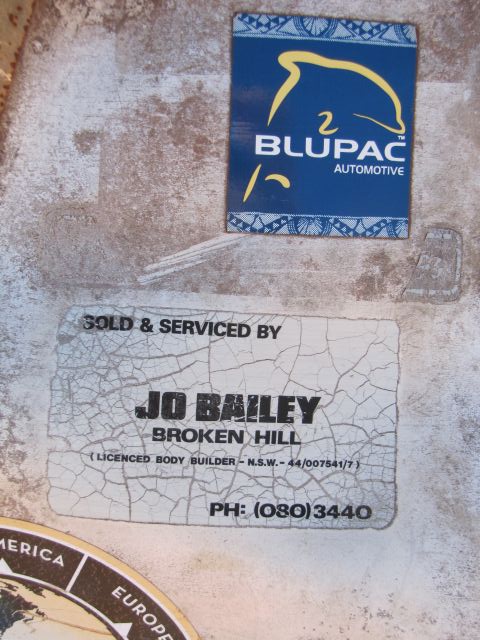 BLUPAC™
AUTOMOTIVE
SOLD & SERVICED BY
JO BAILEY
BROKEN HILL
( LICENCED BODY BUILDER - N.S.W. - 44/007541/7 )
PH: (080)3440
MERICA
EUROPE